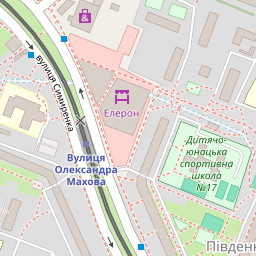 вулиця Симиренка
Елерон
Вулиця
Олександра
Махова
Дитячо-
юнацька
спортивна
школа
№17
Південн